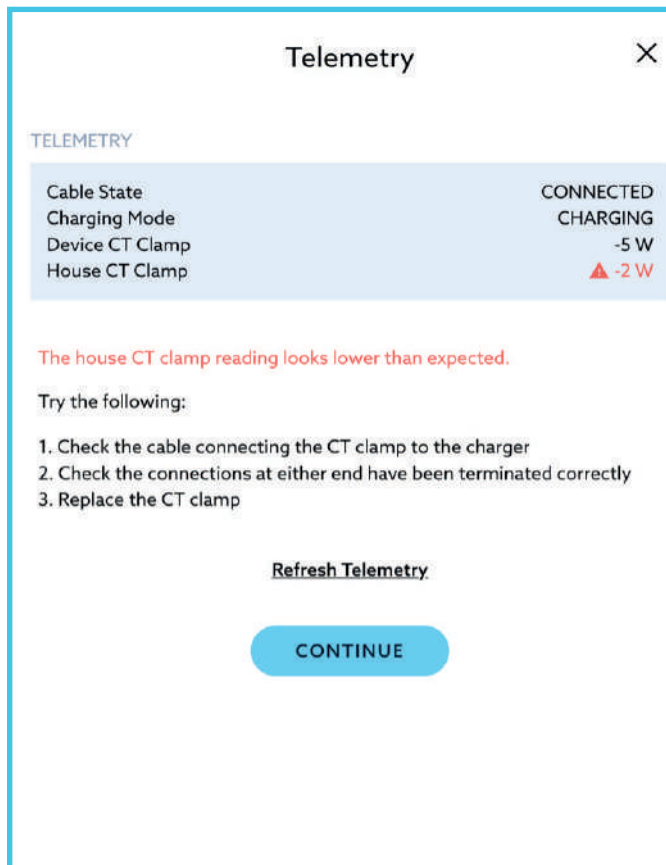 Telemetry
TELEMETRY
Cable State CONNECTED
Charging Mode CHARGING
Device CT Clamp -5 W
House CT Clamp -2 W
The house CT clamp reading looks lower than expected.
Try the following:
1. Check the cable connecting the CT clamp to the charger
2. Check the connections at either end have been terminated correctly
3. Replace the CT clamp
Refresh Telemetry
CONTINUE